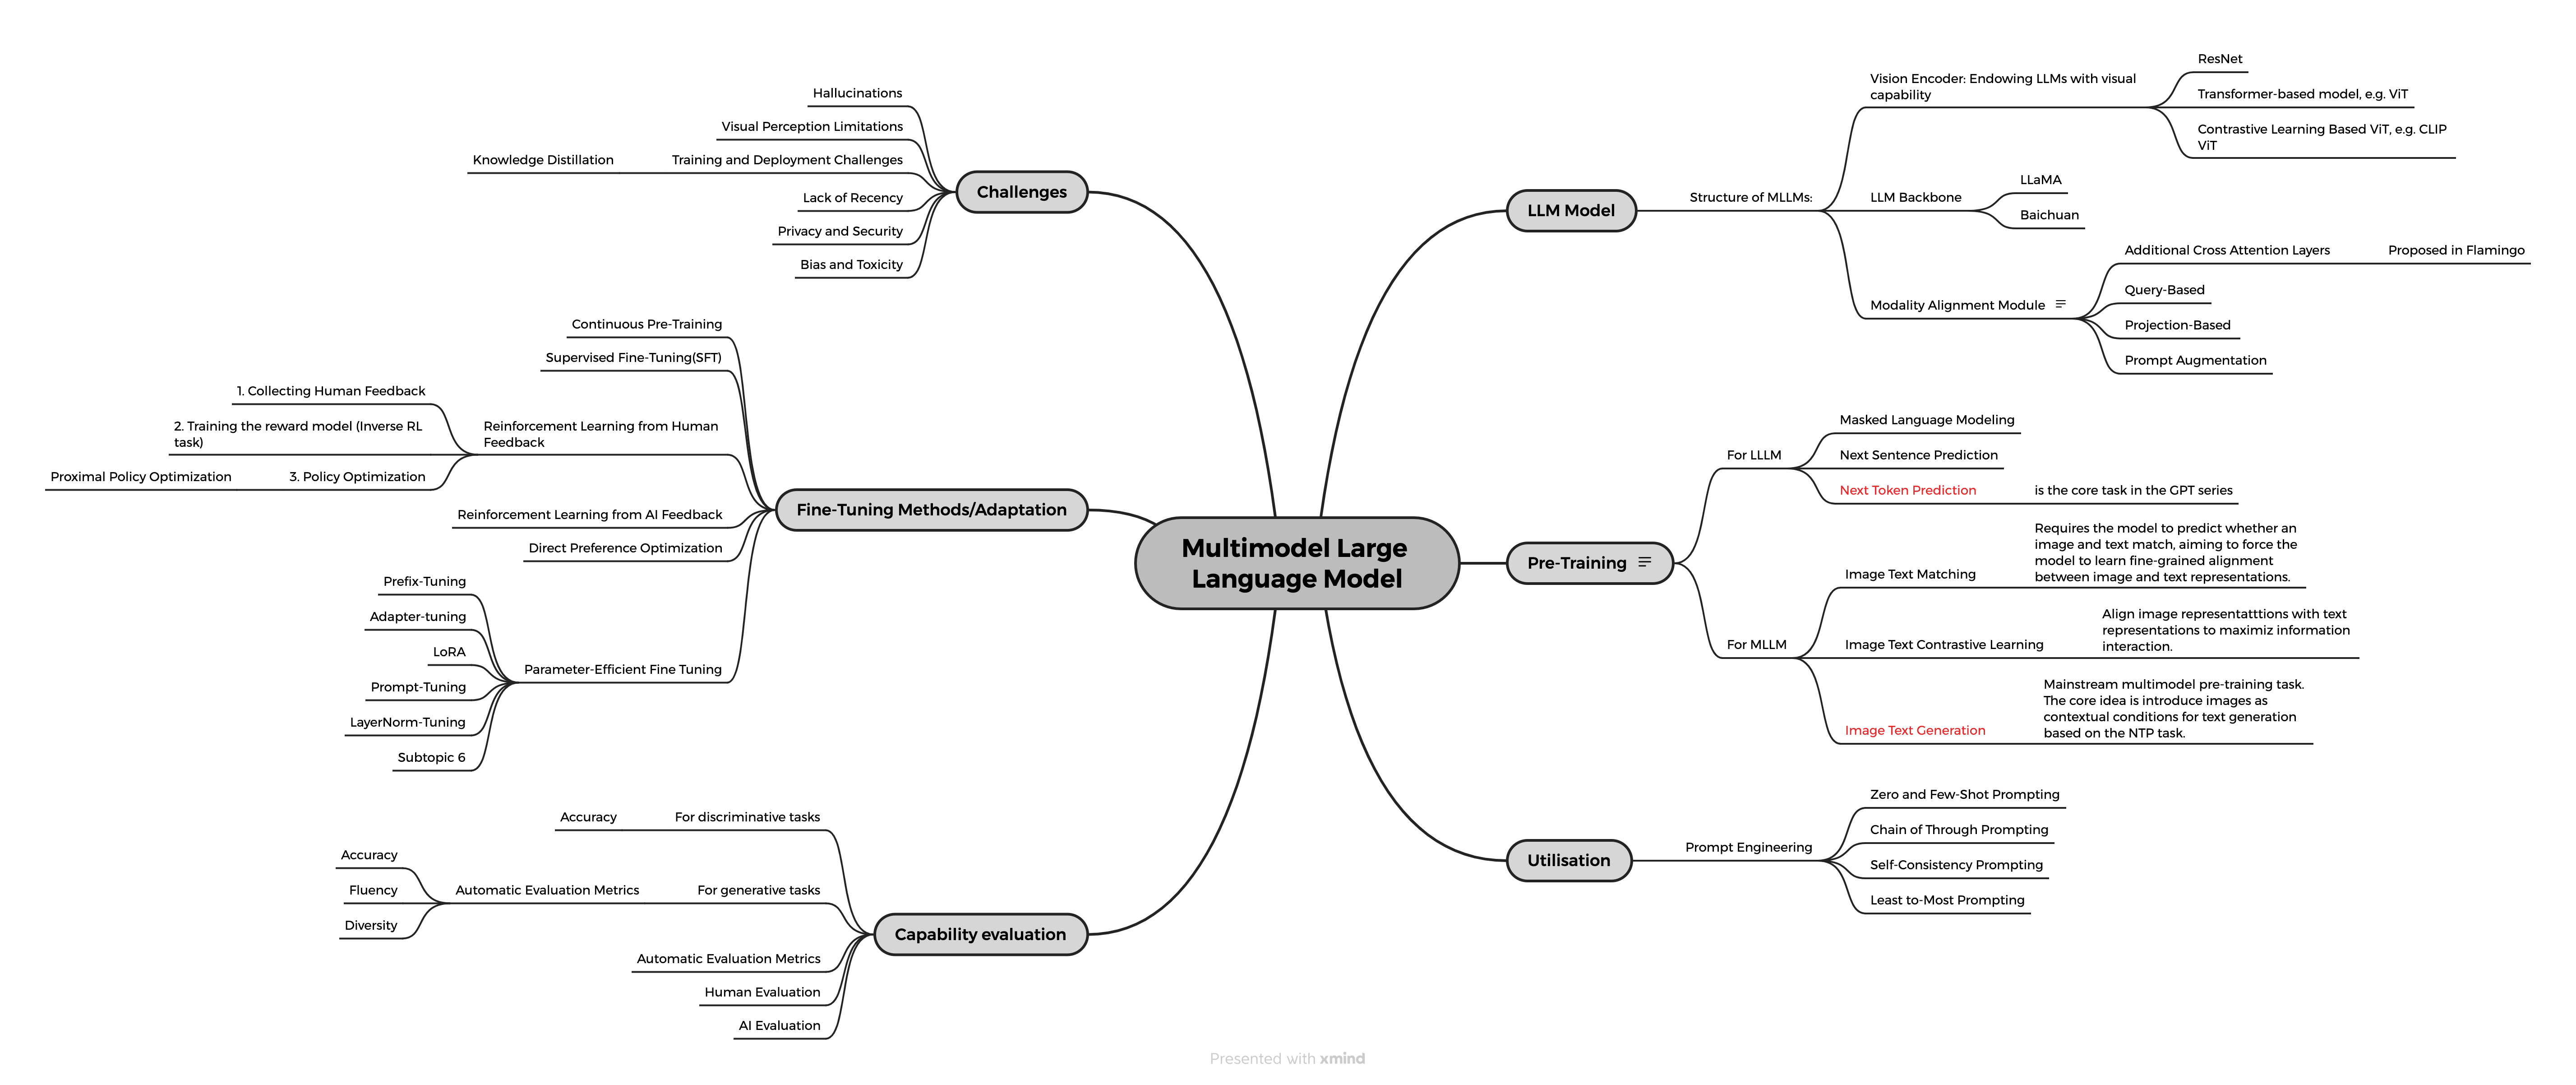 Multimodel Large
Language Model
LLM Model
Structure of MLLMs:
Vision Encoder: Endowing LLMs with visual
capability
ResNet
Transformer-based model, e.g. ViT
Contrastive Learning Based ViT, e.g. CLIP
ViT
LLM Backbone
LLaMA
Baichuan
Modality Alignment Module
Additional Cross Attention Layers
Proposed in Flamingo
Query-Based
Projection-Based
Prompt Augmentation
Pre-Training
For LLLM
Masked Language Modeling
Next Sentence Prediction
Next Token Prediction
is the core task in the GPT series
For MLLM
Image Text Matching
Requires the model to predict whether an
image and text match, aiming to force the
model to learn fine-grained alignment
between image and text representations.
Image Text Contrastive Learning
Align image representatttions with text
representations to maximiz information
interaction.
Image Text Generation
Mainstream multimodel pre-training task.
The core idea is introduce images as
contextual conditions for text generation
based on the NTP task.
Utilisation
Prompt Engineering
Zero and Few-Shot Prompting
Chain of Through Prompting
Self-Consistency Prompting
Least to-Most Prompting
Challenges
Hallucinations
Visual Perception Limitations
Training and Deployment Challenges
Knowledge Distillation
Lack of Recency
Privacy and Security
Bias and Toxicity
Fine-Tuning Methods/Adaptation
Continuous Pre-Training
Supervised Fine-Tuning(SFT)
Reinforcement Learning from Human
Feedback
1. Collecting Human Feedback
2. Training the reward model (Inverse RL
task)
3. Policy Optimization
Proximal Policy Optimization
Reinforcement Learning from AI Feedback
Direct Preference Optimization
Parameter-Efficient Fine Tuning
Prefix-Tuning
Adapter-tuning
LoRA
Prompt-Tuning
LayerNorm-Tuning
Subtopic 6
Capability evaluation
For discriminative tasks
Accuracy
For generative tasks
Automatic Evaluation Metrics
Accuracy
Fluency
Diversity
Automatic Evaluation Metrics
Human Evaluation
AI Evaluation
Presented with xmind